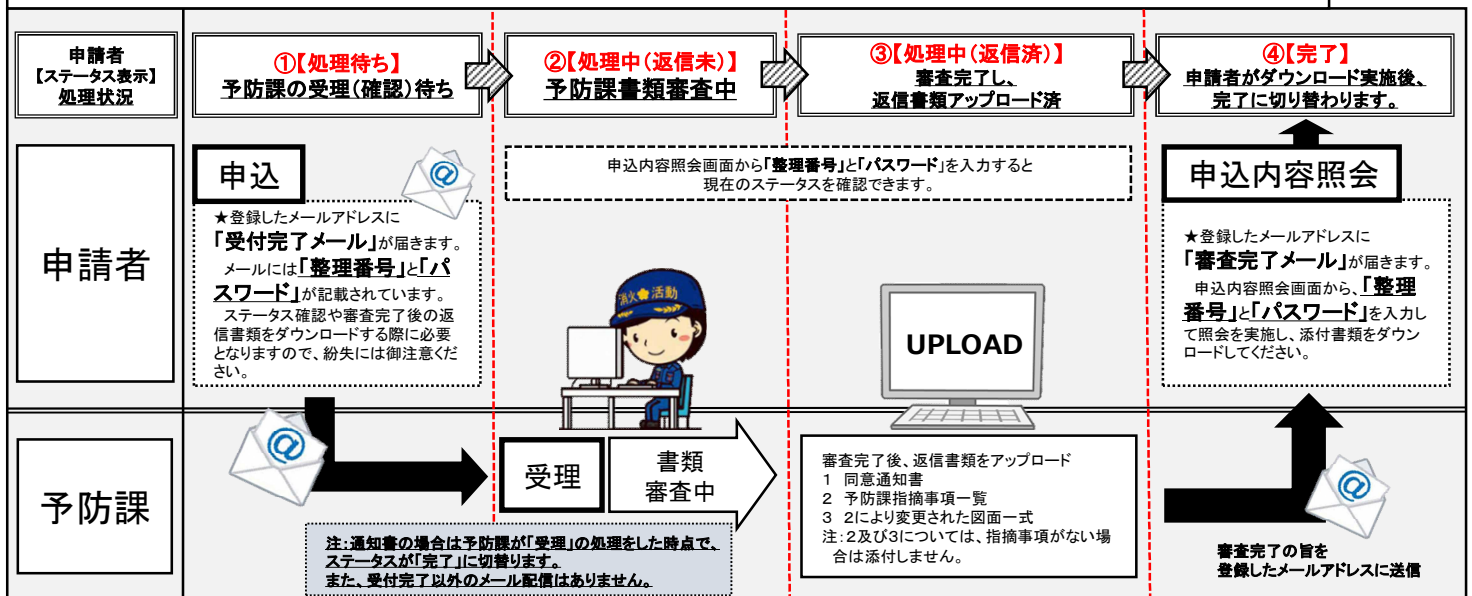 申請者
【ステータス表示】
処理状況
①【処理待ち】
予防課の受理(確認)待ち
②【処理中(返信未)】
予防課書類審査中
③【処理中(返信済)】
審査完了し、
返信書類アップロード済
④【完了】
申請者がダウンロード実施後、
完了に切り替わります。
申請者
申込
@
★登録したメールアドレスに
「受付完了メール」が届きます。
メールには「整理番号」と「パ
スワード」が記載されています。
ステータス確認や審査完了後の返
信書類をダウンロードする際に必要
となりますので、紛失には御注意くだ
さい。
申込内容照会画面から「整理番号」と「パスワード」を入力すると
現在のステータスを確認できます。
消火活動
UPLOAD
申込内容照会
★登録したメールアドレスに
「審査完了メール」が届きます。
申込内容照会画面から、「整理
番号」と「パスワード」を入力し
て照会を実施し、添付書類をダウン
ロードしてください。
予防課
@
受理
書類
審査中
注:通知書の場合は予防課が「受理」の処理をした時点で、
ステータスが「完了」に切替ります。
また、受付完了以外のメール配信はありません。
審査完了後、返信書類をアップロード
1 同意通知書
2 予防課指摘事項一覧
3 2により変更された図面一式
注:2及び3については、指摘事項がない場
合は添付しません。
@
審査完了の旨を
登録したメールアドレスに送信